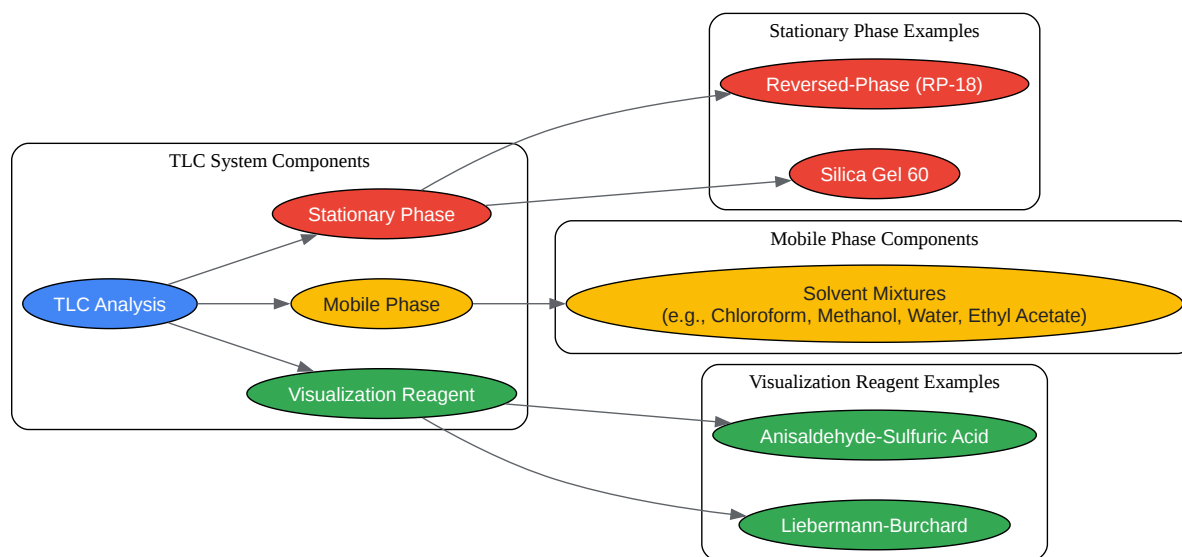 Stationary Phase Examples
Reversed-Phase (RP-18)
Silica Gel 60
TLC System Components
Stationary Phase
TLC Analysis
Mobile Phase
Visualization Reagent
Mobile Phase Components
Solvent Mixtures
(e.g., Chloroform, Methanol, Water, Ethyl Acetate)
Visualization Reagent Examples
Anisaldehyde-Sulfuric Acid
Liebermann-Burchard